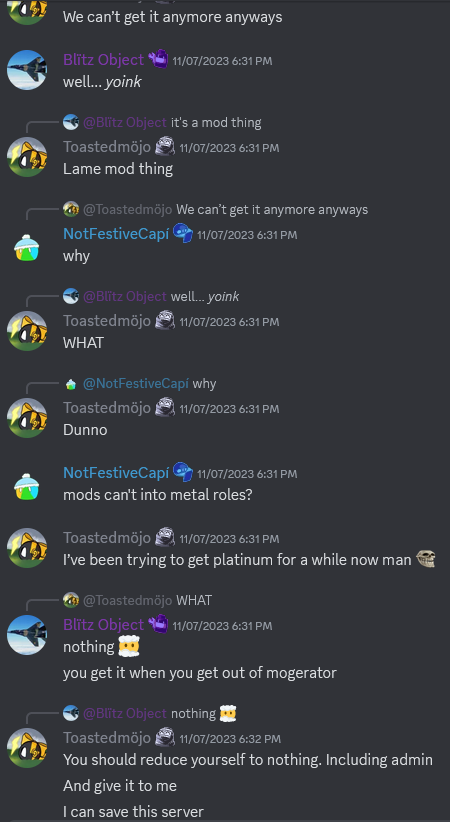 We can't get it anymore anyways
Blītz Object 11/07/2023 6:31 PM
well... yoink
@Blītz Object it's a mod thing
Toastedmöjo 11/07/2023 6:31 PM
Lame mod thing
@Toastedmöjo We can't get it anymore anyways
NotFestiveCapí 11/07/2023 6:31 PM
why
@Blītz Object well... yoink
Toastedmöjo 11/07/2023 6:31 PM
WHAT
@NotFestiveCapí why
Toastedmöjo 11/07/2023 6:31 PM
Dunno
NotFestiveCapí 11/07/2023 6:31 PM
mods can't into metal roles?
Toastedmöjo 11/07/2023 6:31 PM
I've been trying to get platinum for a while now man
@Toastedmöjo WHAT
Blītz Object 11/07/2023 6:31 PM
nothing
you get it when you get out of mogerator
@Blītz Object nothing
Toastedmöjo 11/07/2023 6:32 PM
You should reduce yourself to nothing. Including admin
And give it to me
I can save this server